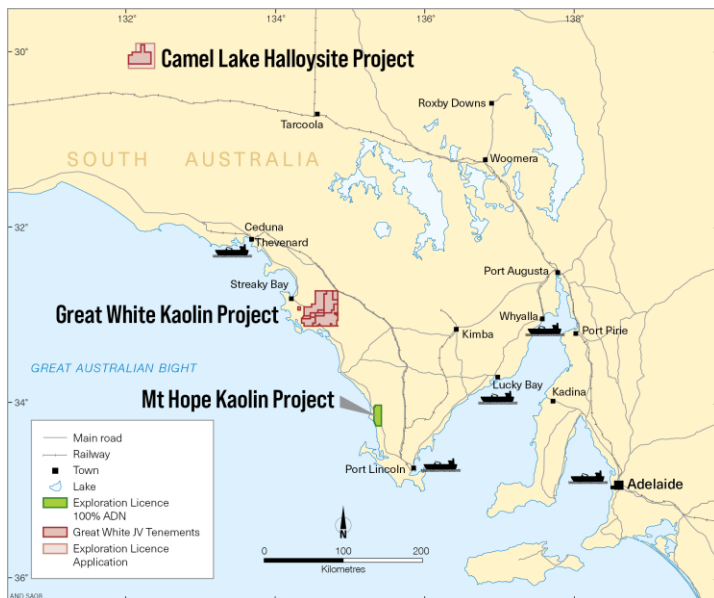 132°
134°
136°
138°
30°
Camel Lake Halloysite Project
Roxby Downs
Tarcoola
SOUTH AUSTRALIA
Woomera
32°
Ceduna
Thevenard
Port Augusta
Streaky Bay
Great White Kaolin Project
Whyalla
Kimba
Port Pirie
GREAT AUSTRALIAN BIGHT
Lucky Bay
Kadina
34°
Mt Hope Kaolin Project
Main road
Railway
Town
Lake
Exploration Licence
100% ADN
Great White JV Tenements
Exploration Licence
Application
Port Lincoln
Adelaide
N
0 100 200
Kilometres
36°
AND SA08